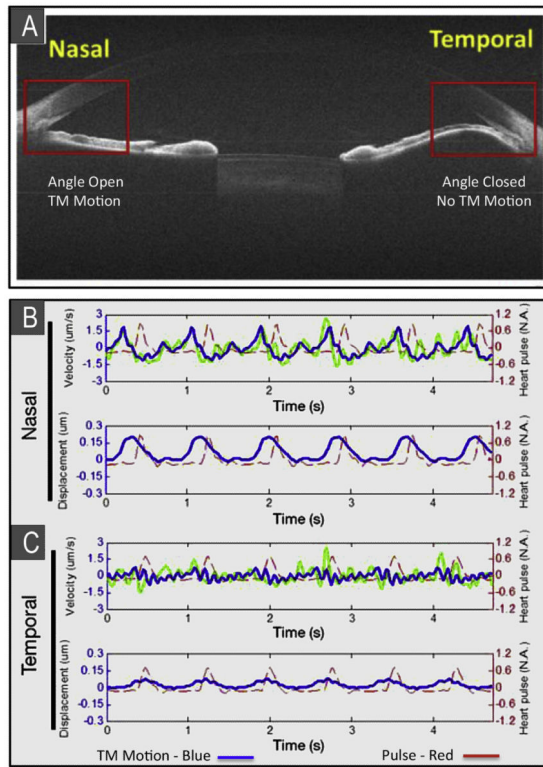 A
Nasal
Temporal
Angle Open
TM Motion
Angle Closed
No TM Motion
B
Nasal
Velocity (um/s)
3
1.5
0
-1.5
-3
1.2
0.6
0
-0.6
-1.2
Heart pulse (N.A.)
0 1 2 3 4
Time (s)
Displacement (um)
0.3
0.15
0
-0.15
-0.3
1.2
0.6
0
-0.6
-1.2
Heart pulse (N.A.)
0 1 2 3 4
Time (s)
C
Temporal
Velocity (um/s)
3
1.5
0
-1.5
-3
1.2
0.6
0
-0.6
-1.2
Heart pulse (N.A.)
0 1 2 3 4
Time (s)
Displacement (um)
0.3
0.15
0
-0.15
-0.3
1.2
0.6
0
-0.6
-1.2
Heart pulse (N.A.)
0 1 2 3 4
Time (s)
TM Motion - Blue
Pulse - Red